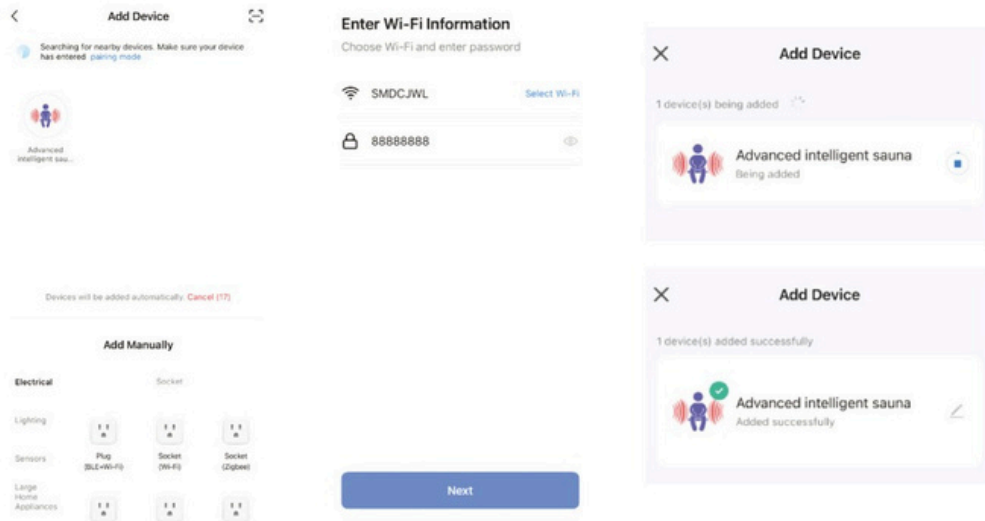 Add Device
Searching for nearby devices. Make sure your device
has entered pairing mode
Advanced
intelligent sau...
Devices will be added automatically. Cancel (17)
Add Manually
Electrical
Socket
Lighting
Sensors
Large
Home
Appliances
Plug
(BLE+Wi-Fi)
Socket
(Wi-Fi)
Socket
(Zigbee)
Enter Wi-Fi Information
Choose Wi-Fi and enter password
SMDCJWL
Select Wi-Fi
88888888
Next
Add Device
1 device(s) being added
Advanced intelligent sauna
Being added
Add Device
1 device(s) added successfully
Advanced intelligent sauna
Added successfully